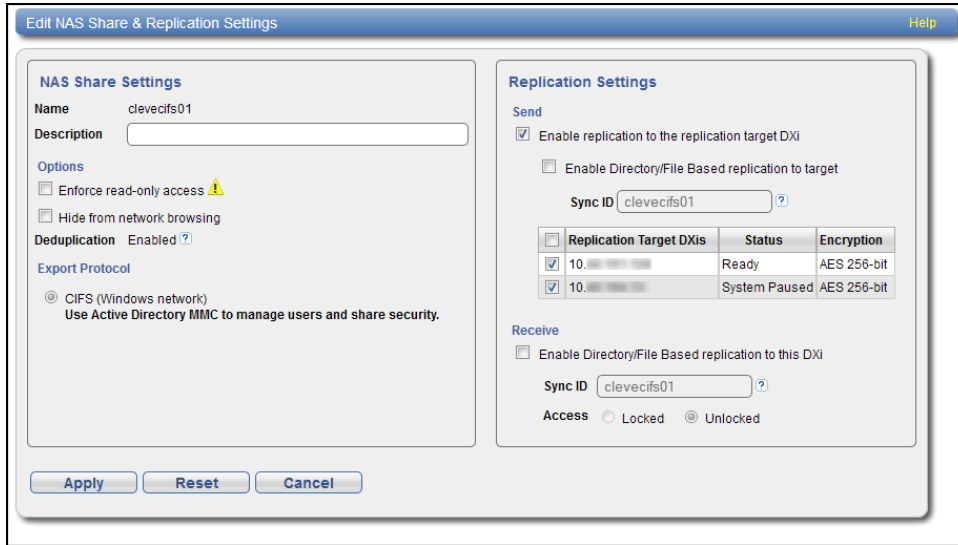 Edit NAS Share & Replication Settings
Help
NAS Share Settings
Name clevecifs01
Description
Options
Enforce read-only access
Hide from network browsing
Deduplication Enabled ?
Export Protocol
CIFS (Windows network)
Use Active Directory MMC to manage users and share security.
Replication Settings
Send
Enable replication to the replication target DXi
Enable Directory/File Based replication to target
Sync ID clevecifs01 ?
Replication Target DXis Status Encryption
10. Ready AES 256-bit
10. System Paused AES 256-bit
Receive
Enable Directory/File Based replication to this DXi
Sync ID clevecifs01 ?
Access Locked Unlocked
Apply Reset Cancel